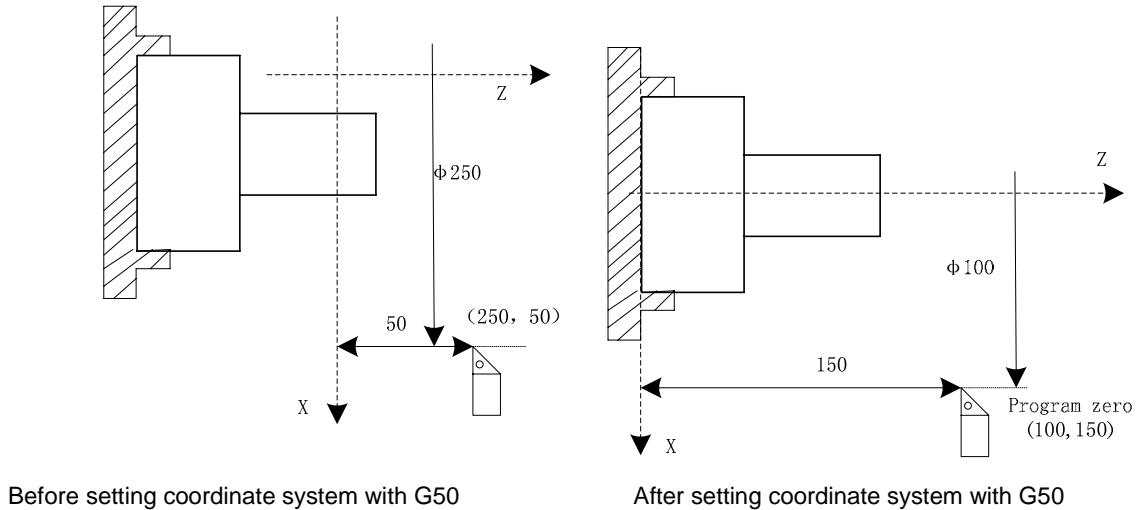 Z
φ250
50
(250, 50)
X
Z
φ100
150
Program zero
(100,150)
X
Before setting coordinate system with G50
After setting coordinate system with G50